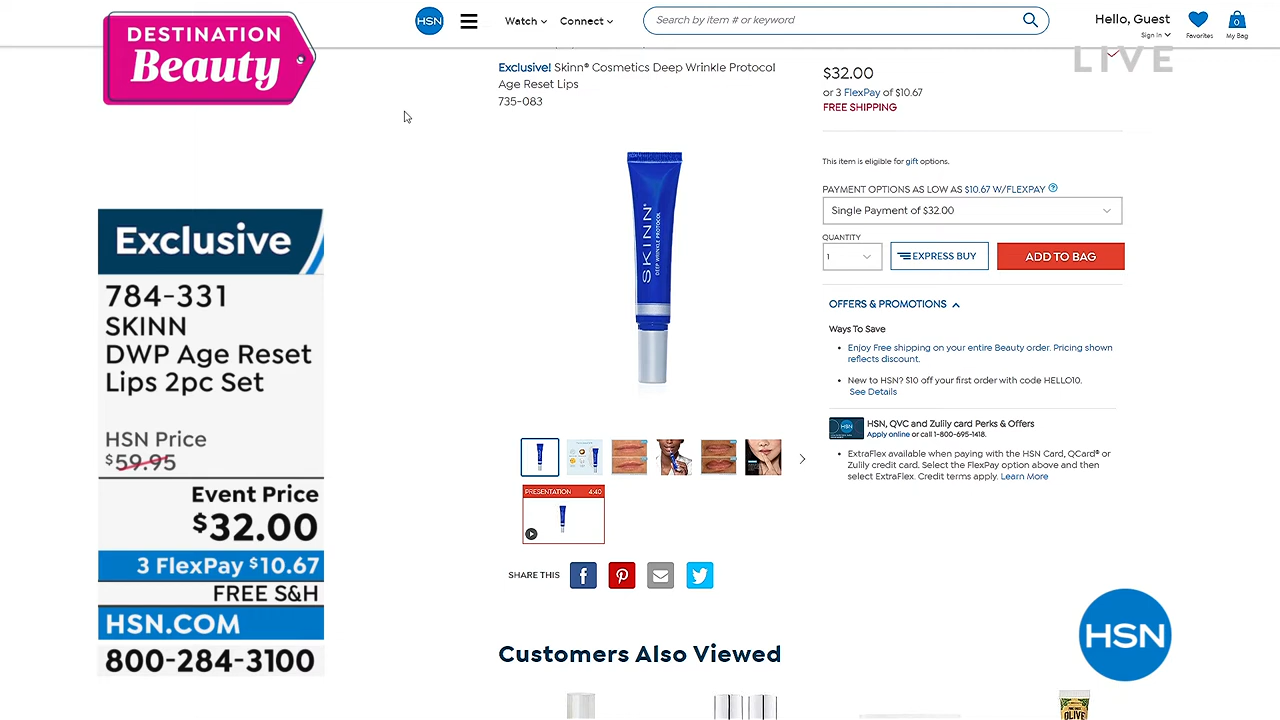 DESTINATION
Beauty
HSN
Watch
Connect
Search by item # or keyword
Hello, Guest
Sign In
Favorites
0
My Bag
LIVE
Exclusive! Skinn® Cosmetics Deep Wrinkle Protocol
Age Reset Lips
735-083
$32.00
or 3 FlexPay of $10.67
FREE SHIPPING
This item is eligible for gift options.
PAYMENT OPTIONS AS LOW AS $10.67 W/FLEXPAY ?
Single Payment of $32.00
QUANTITY
1
EXPRESS BUY
ADD TO BAG
OFFERS & PROMOTIONS
Ways To Save
• Enjoy Free shipping on your entire Beauty order. Pricing shown
reflects discount.
• New to HSN? $10 off your first order with code HELLO10.
See Details
HSN
HSN, QVC and Zulily card Perks & Offers
Apply online or call 1-800-695-1418.
• ExtraFlex available when paying with the HSN Card, QCard® or
Zulily credit card. Select the FlexPay option above and then
select ExtraFlex. Credit terms apply. Learn More
SKINN®
DEEP WRINKLE PROTOCOL
PRESENTATION 4:40
SHARE THIS
Customers Also Viewed
OLIVE
Exclusive
784-331
SKINN
DWP Age Reset
Lips 2pc Set
HSN Price
$59.95
Event Price
$32.00
3 FlexPay $10.67
FREE S&H
HSN.COM
800-284-3100
HSN